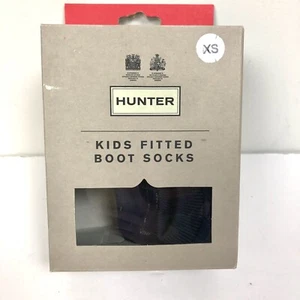 XS
HUNTER
KIDS FITTED
BOOT SOCKS